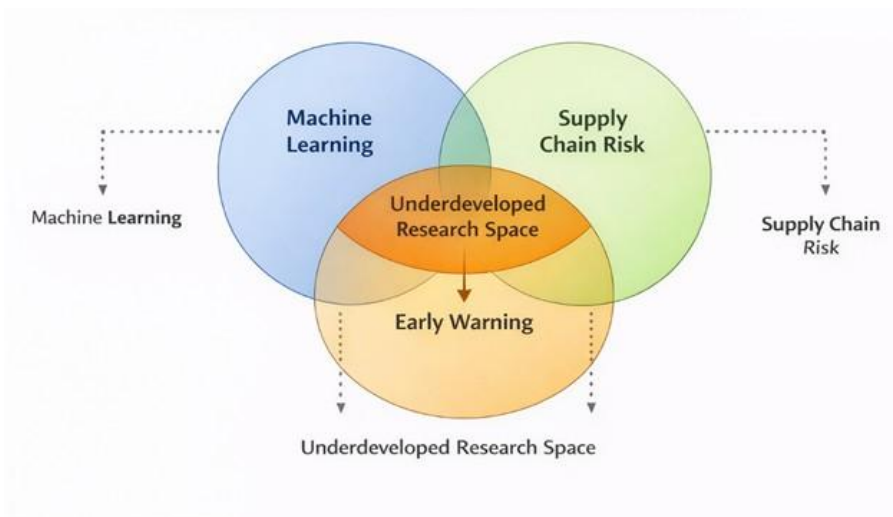 Machine
Learning
Supply
Chain Risk
Underdeveloped
Research Space
Machine Learning
Supply Chain
Risk
Early Warning
Underdeveloped Research Space